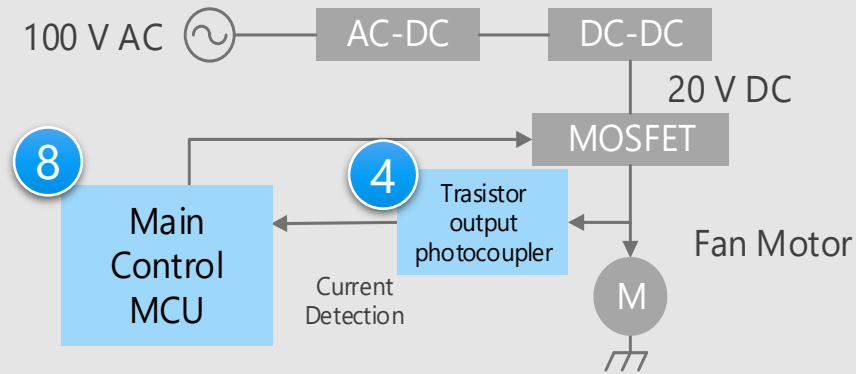 100 V AC
AC-DC
DC-DC
20 V DC
MOSFET
8
4
Main
Control
MCU
Trasistor
output
photocoupler
Current
Detection
Fan Motor
M